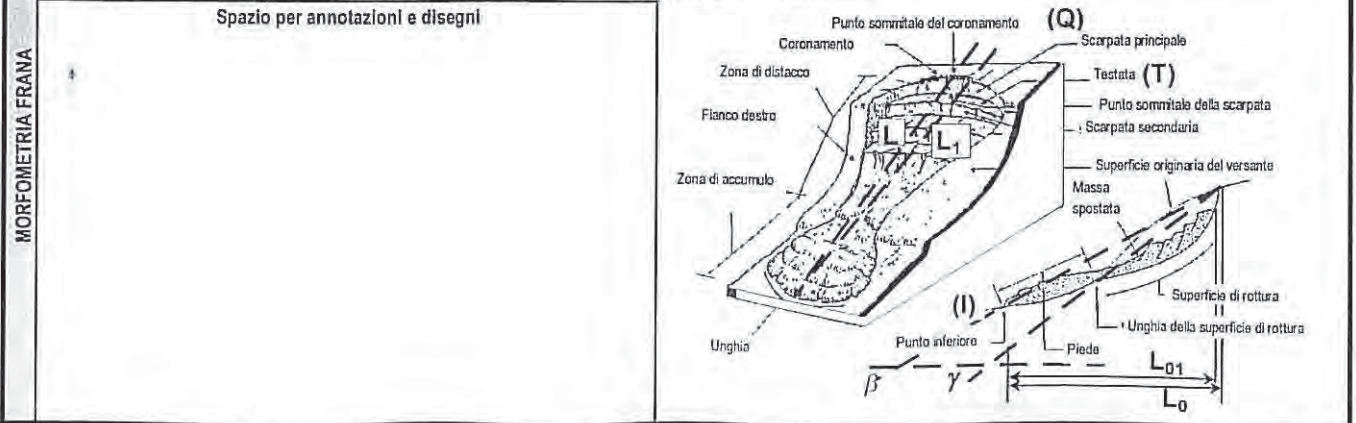 MORFOMETRIA FRANA
Spazio per annotazioni e disegni
Punto sommitale del coronamento
(Q)
Coronamento
Scarpata principale
Zona di distacco
Testata (T)
Fianco destro
Punto sommitale della scarpata
Scarpata secondaria
L
L1
Zona di accumulo
Superficie originaria del versante
Massa
spostata
(I)
Superficie di rottura
Unghia della superficie di rottura
Unghia
Punto inferiore
Piede
β
γ
L01
L0